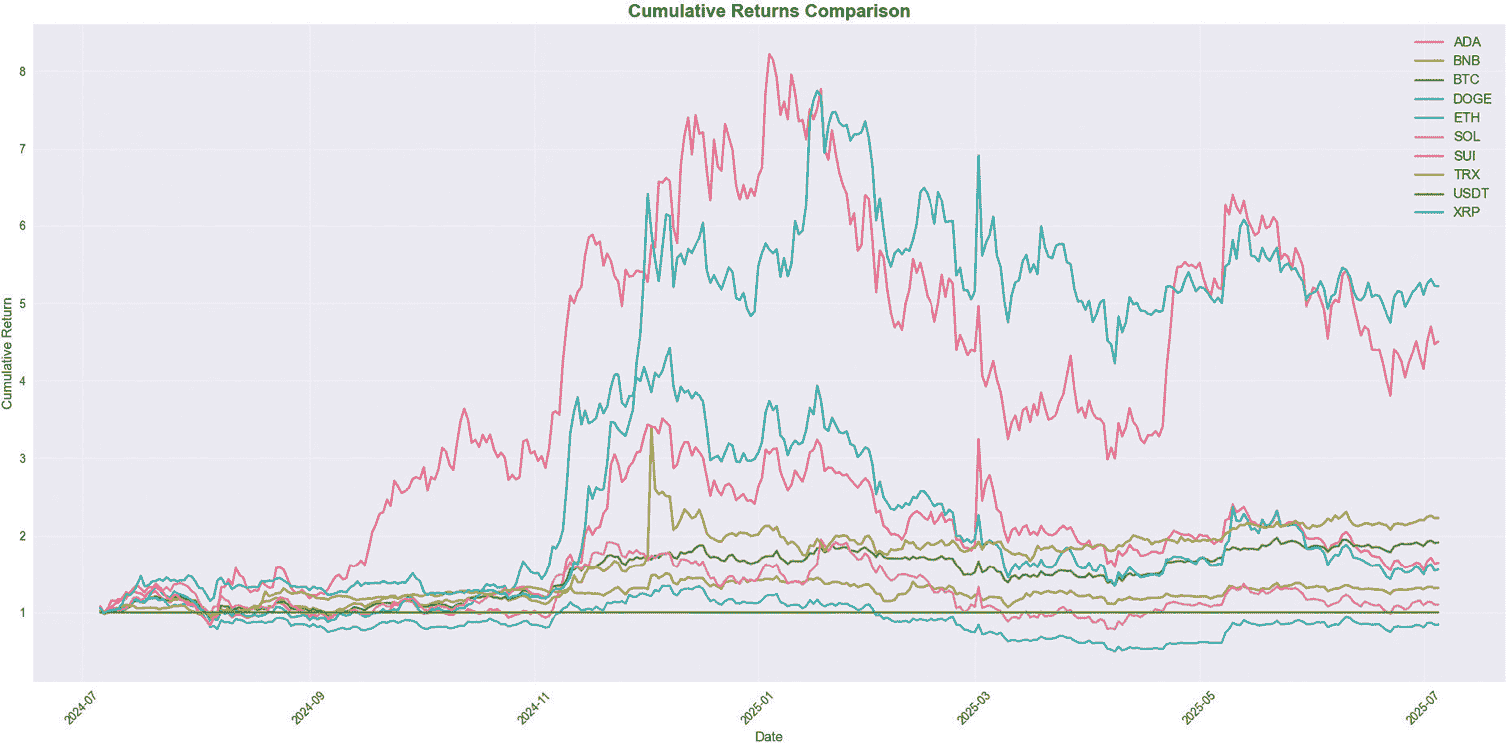 Cumulative Returns Comparison
ADA
BNB
BTC
DOGE
ETH
SOL
SUI
TRX
USDT
XRP
Cumulative Return
8
7
6
5
4
3
2
1
2024-07
2024-09
2024-11
2025-01
2025-03
2025-05
2025-07
Date